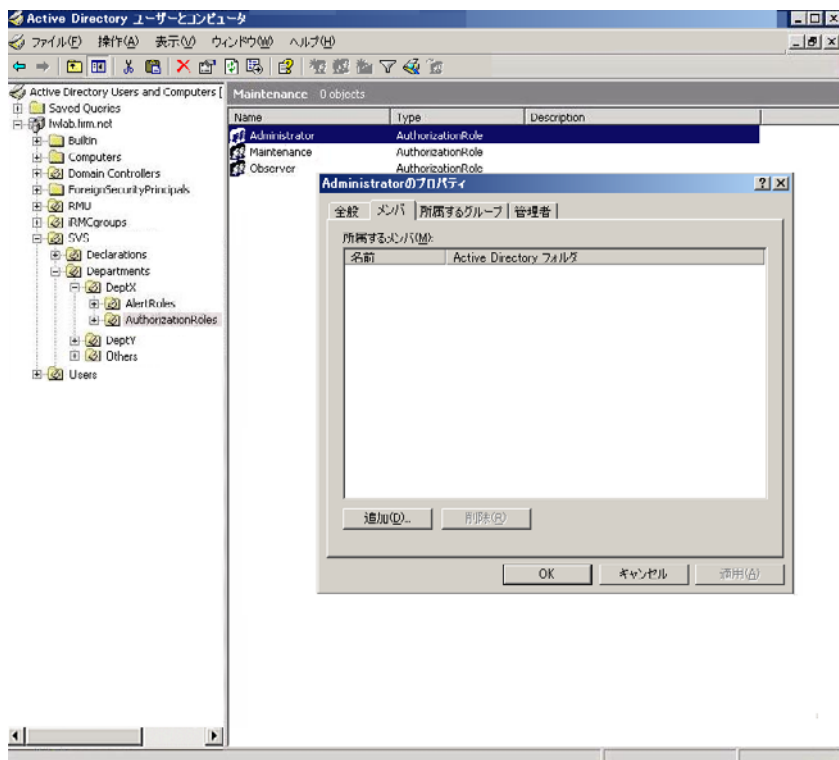 Active Directory ユーザーとコンピュータ
ファイル(F) 操作(A) 表示(V) ウィンドウ(W) ヘルプ(H)
Active Directory Users and Computers [
Saved Queries
hwlab.hrm.net
Builtin
Computers
Domain Controllers
ForeignSecurityPrincipals
RMU
iRMCgroups
SVS
Declarations
Departments
DeptX
AlertRoles
AuthorizationRoles
DeptY
Others
Users
Maintenance 0 objects
Name Type Description
Administrator AuthorizationRole
Maintenance AuthorizationRole
Observer AuthorizationRole
Administratorのプロパティ
全般 メンバ 所属するグループ 管理者
所属するメンバ(M):
名前 Active Directory フォルダ
追加(D)... 削除(R)
OK キャンセル 適用(A)